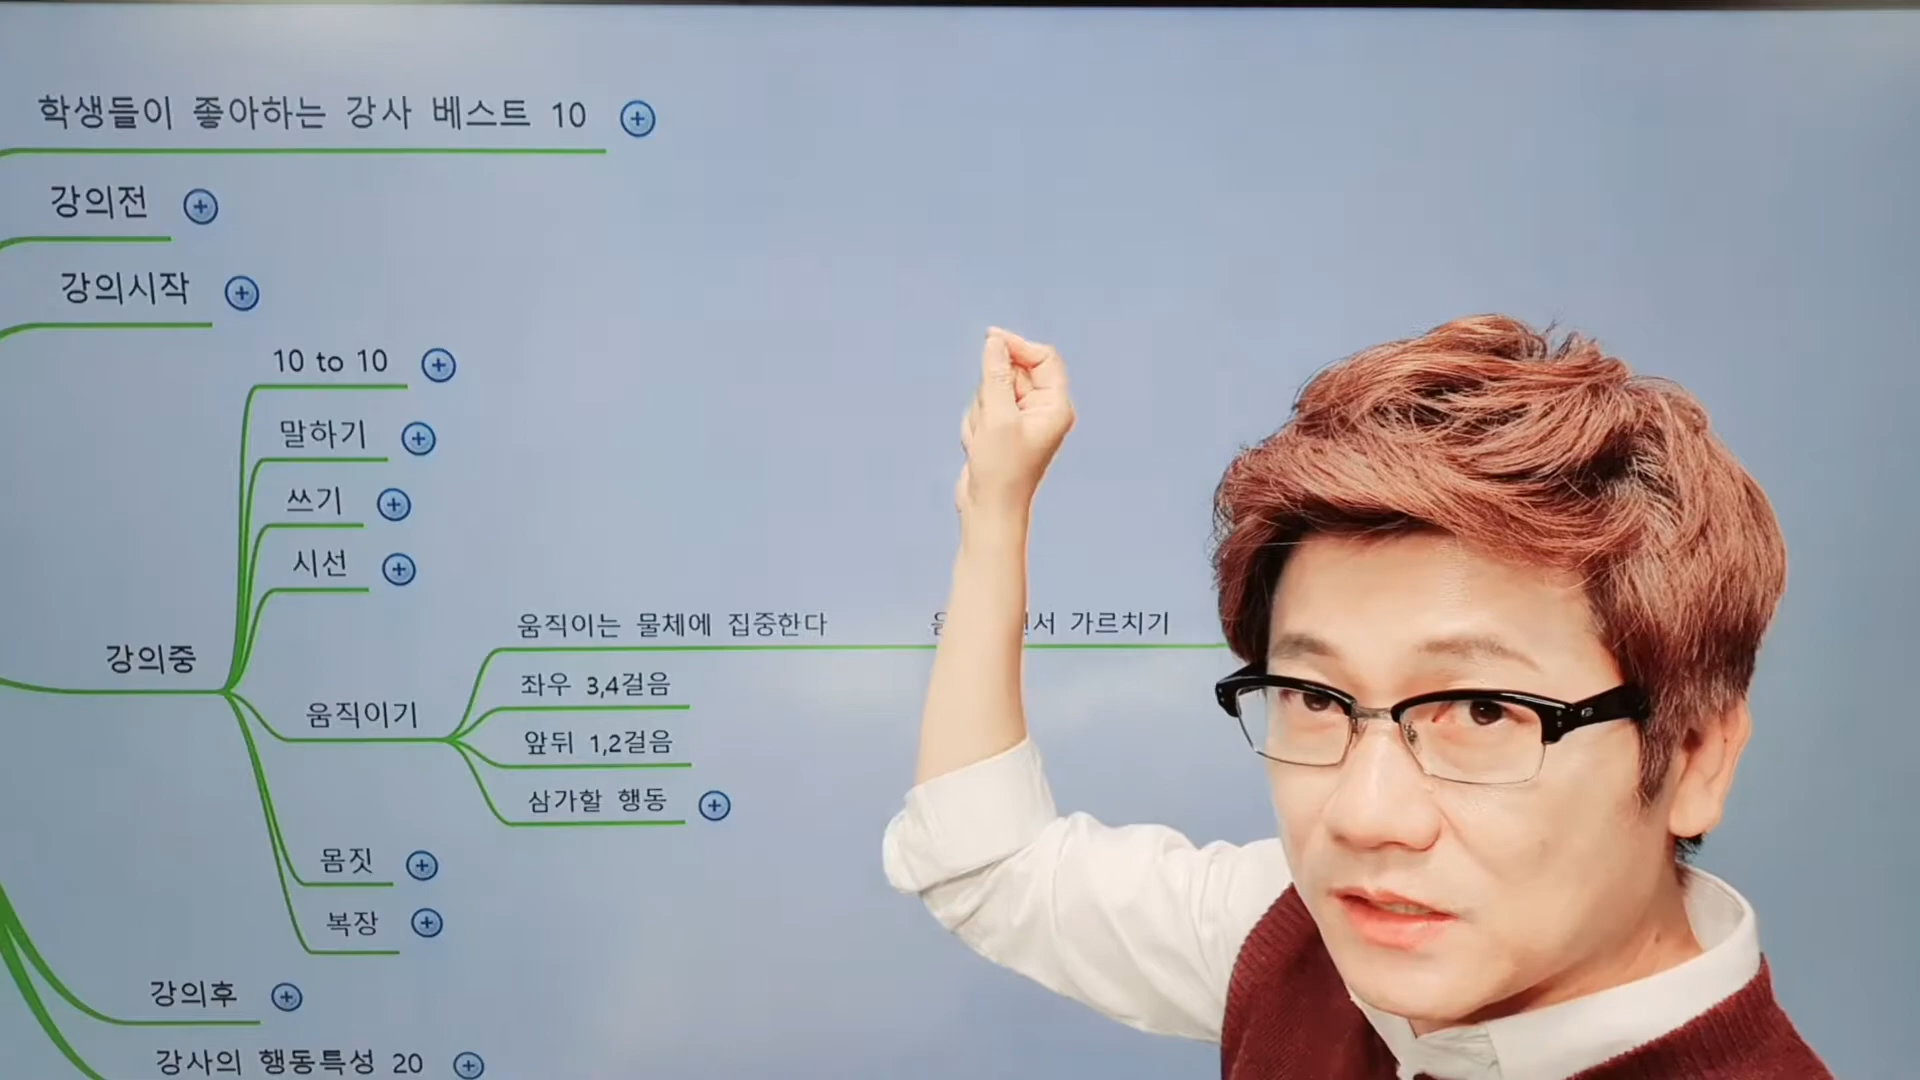 학생들이 좋아하는 강사 베스트 10
강의전
강의시작
10 to 10
말하기
쓰기
시선
강의중
움직이기
움직이는 물체에 집중한다
가르치기
좌우 3,4걸음
앞뒤 1,2걸음
삼가할 행동
몸짓
복장
강의후
강사의 행동특성 20